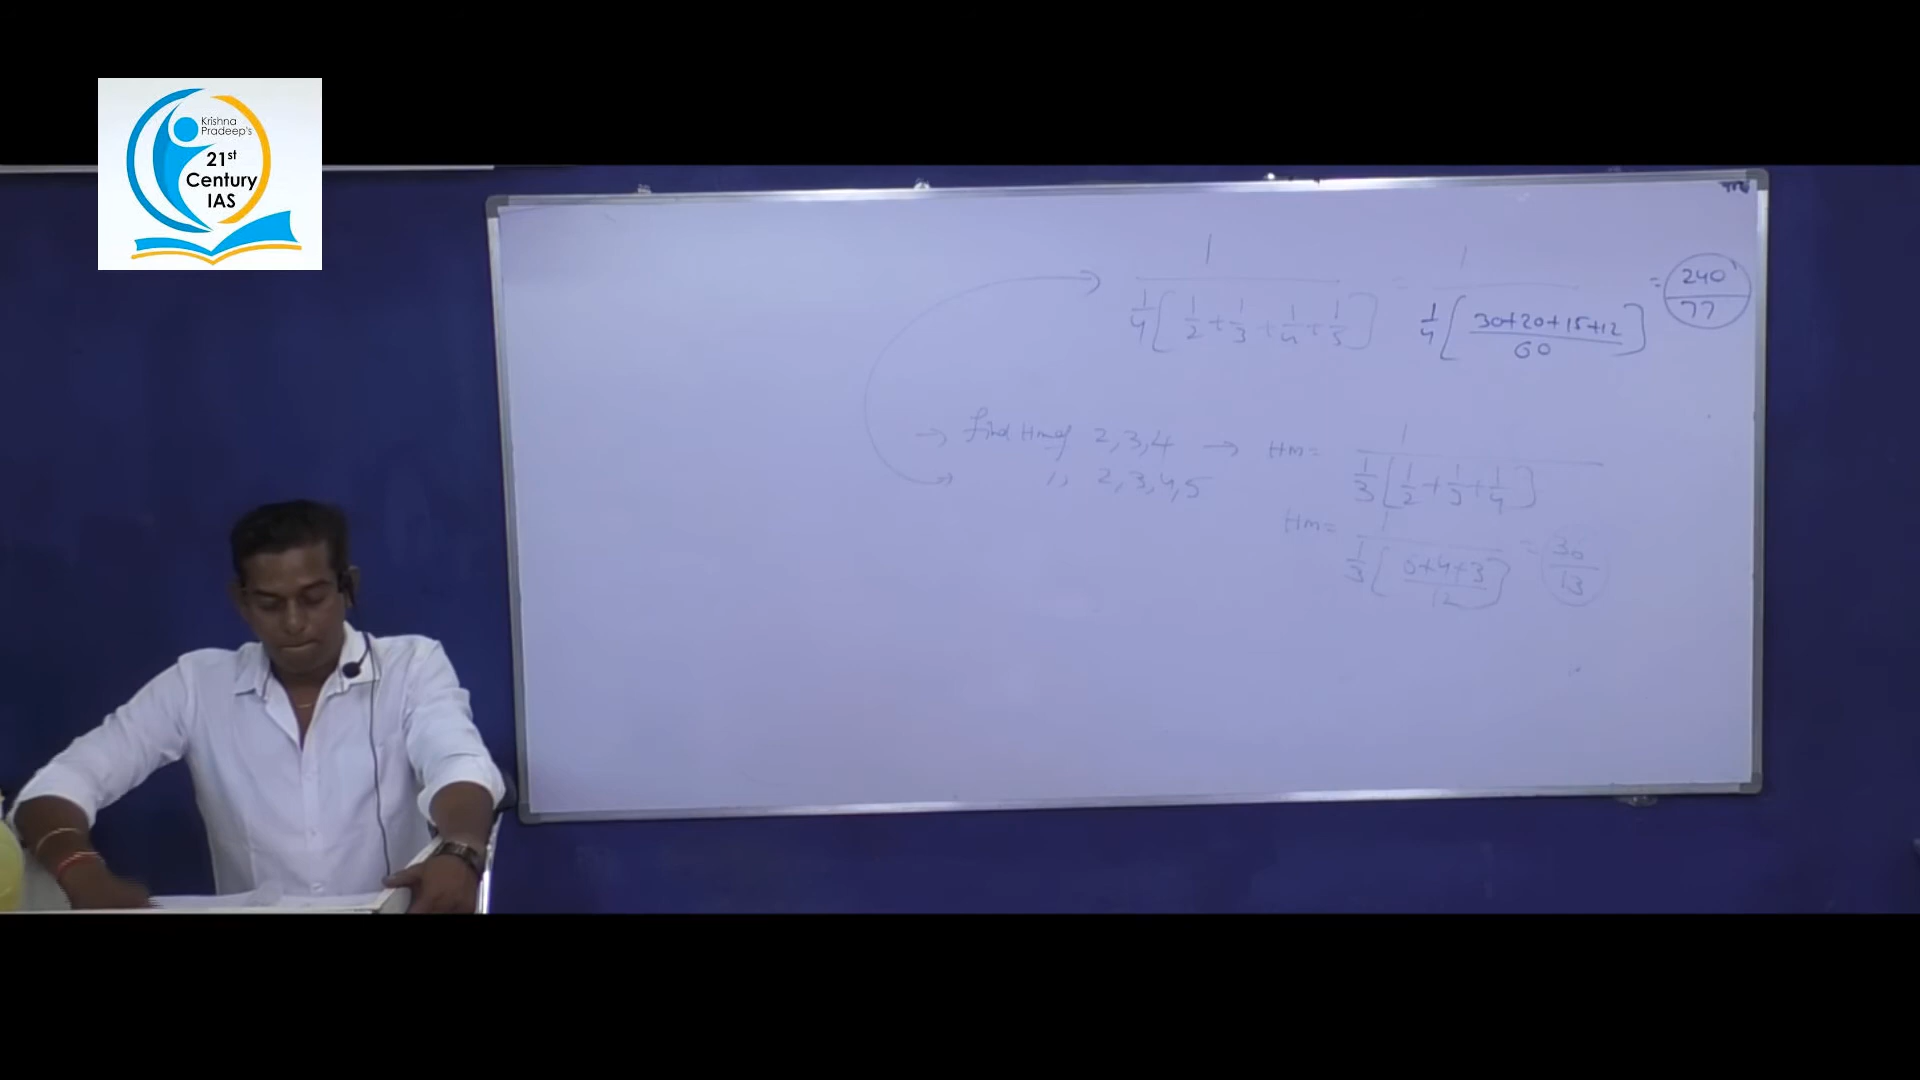 Krishna
Pradeep's
21st
Century
IAS
1 / 1/4 [1/2 + 1/3 + 1/4 + 1/5] = 1 / 1/4 [30+20+15+12 / 60] = 240/77
→ find Hm of 2,3,4 → Hm = 1 / 1/3 [1/2 + 1/3 + 1/4]
,, 2,3,4,5
Hm = 1 / 1/3 [6+4+3 / 12] = 36/13